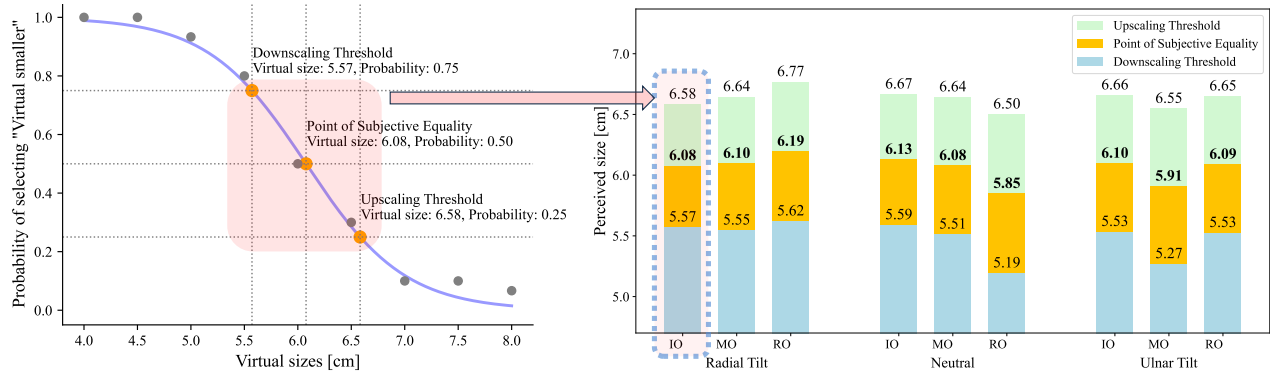 Probability of selecting "Virtual smaller"
1.0
0.8
0.6
0.4
0.2
0.0
Downscaling Threshold
Virtual size: 5.57, Probability: 0.75
Point of Subjective Equality
Virtual size: 6.08, Probability: 0.50
Upscaling Threshold
Virtual size: 6.58, Probability: 0.25
4.0 4.5 5.0 5.5 6.0 6.5 7.0 7.5 8.0
Virtual sizes [cm]
Perceived size [cm]
7.0
6.5
6.0
5.5
5.0
Upscaling Threshold
Point of Subjective Equality
Downscaling Threshold
6.58 6.64 6.77 6.67 6.64 6.50 6.66 6.55 6.65
6.08 6.10 6.19 6.13 6.08 5.85 6.10 5.91 6.09
5.57 5.55 5.62 5.59 5.51 5.19 5.53 5.27 5.53
IO MO RO IO MO RO IO MO RO
Radial Tilt Neutral Ulnar Tilt